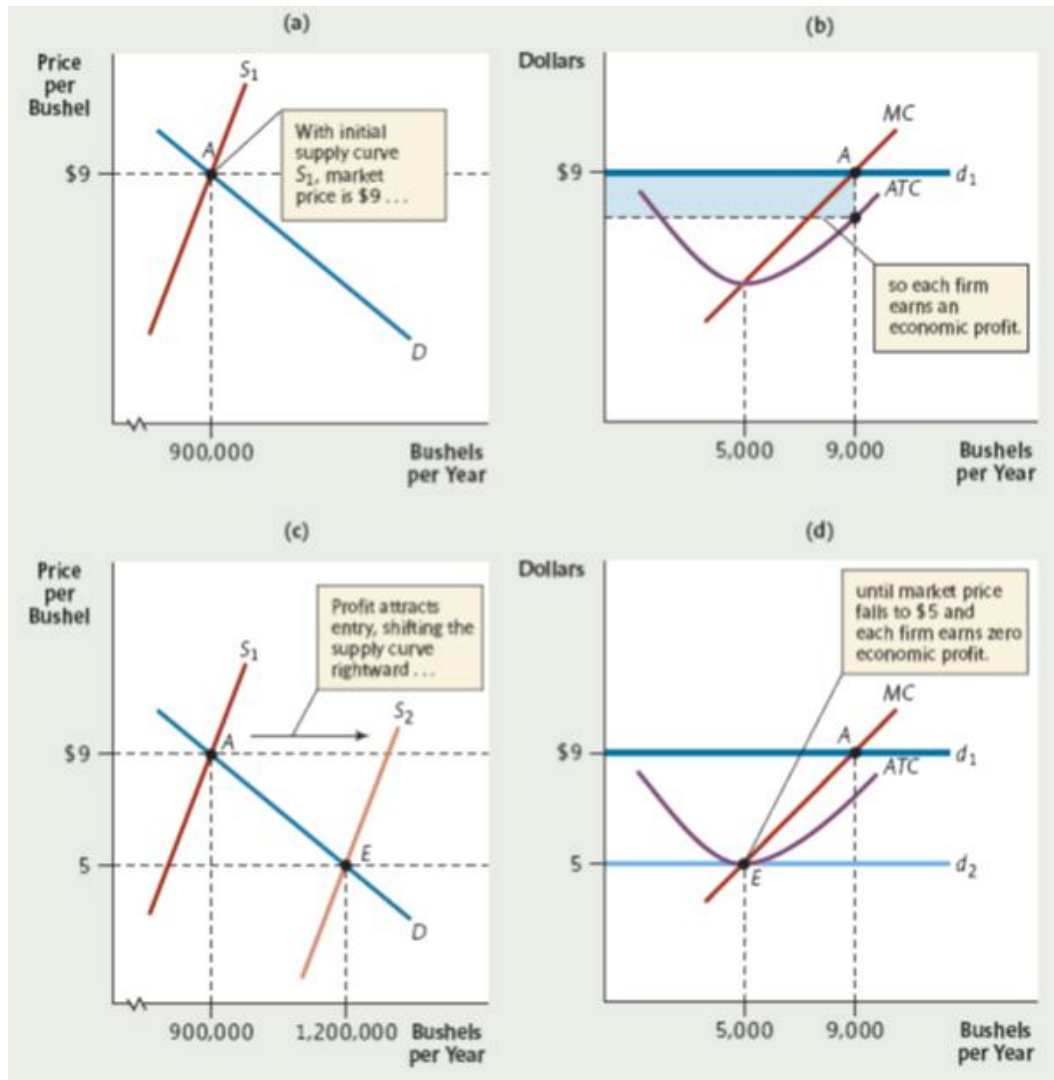 (a)
Price
per
Bushel
S1
With initial
supply curve
S1, market
price is $9 . . .
A
$9
D
900,000
Bushels
per Year
(b)
Dollars
MC
A
$9
d1
ATC
so each firm
earns an
economic profit.
5,000
9,000
Bushels
per Year
(c)
Price
per
Bushel
Profit attracts
entry, shifting the
supply curve
rightward . . .
S1
S2
$9
A
5
E
D
900,000
1,200,000
Bushels
per Year
(d)
Dollars
until market price
falls to $5 and
each firm earns zero
economic profit.
MC
A
$9
d1
ATC
5
d2
E
5,000
9,000
Bushels
per Year